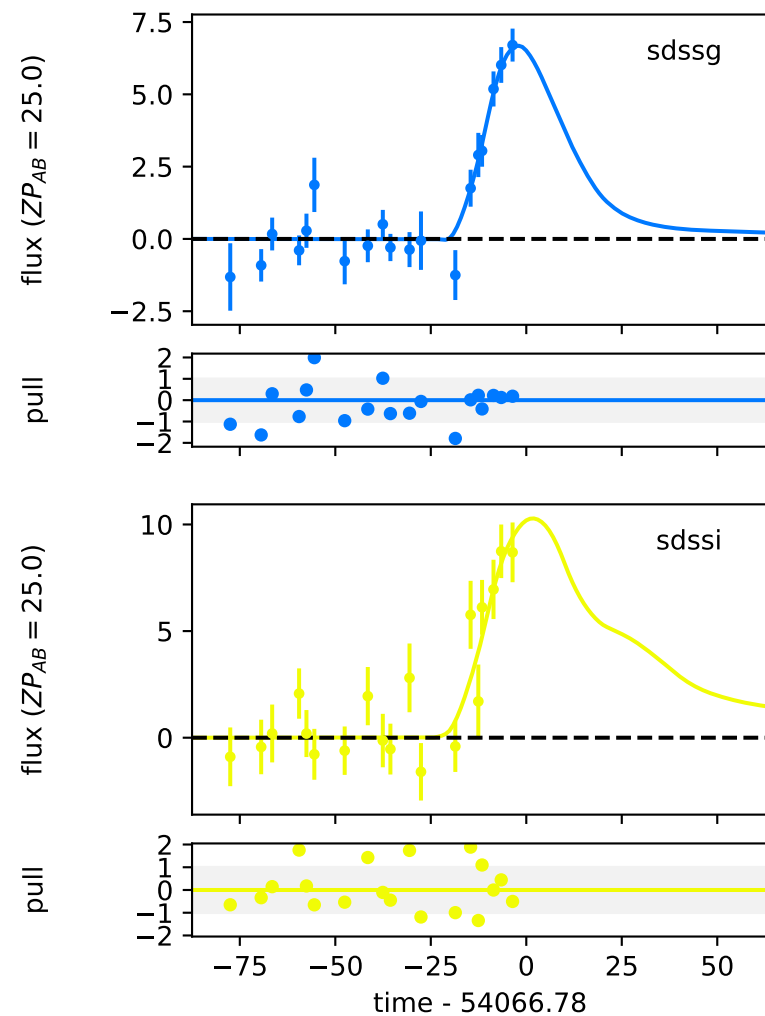 7.5
5.0
2.5
0.0
−2.5
flux (ZP_AB = 25.0)
sdssg
2
1
0
−1
−2
pull
10
5
0
flux (ZP_AB = 25.0)
sdssi
2
1
0
−1
−2
pull
−75 −50 −25 0 25 50
time - 54066.78